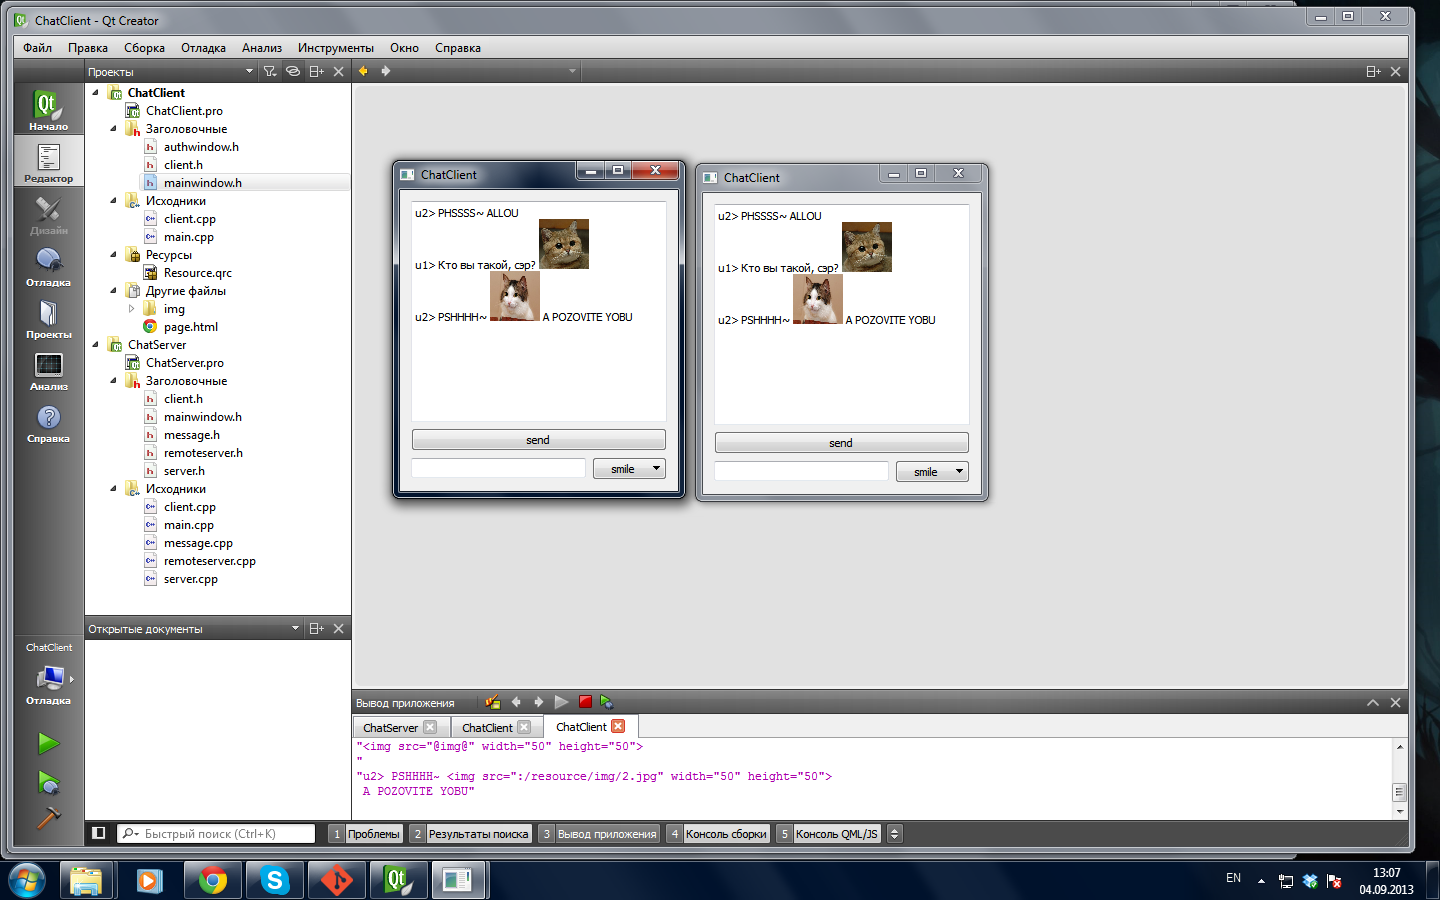 ChatClient - Qt Creator
Файл Правка Сборка Отладка Анализ Инструменты Окно Справка
Проекты
Начало
Редактор
Дизайн
Отладка
Проекты
Анализ
Справка
ChatClient
Отладка
ChatClient
ChatClient.pro
Заголовочные
authwindow.h
client.h
mainwindow.h
Исходники
client.cpp
main.cpp
Ресурсы
Resource.qrc
Другие файлы
img
page.html
ChatServer
ChatServer.pro
Заголовочные
client.h
mainwindow.h
message.h
remoteserver.h
server.h
Исходники
client.cpp
main.cpp
message.cpp
remoteserver.cpp
server.cpp
Открытые документы
ChatClient
u2> PHSSSS~ ALLOU
u1> Кто вы такой, сэр?
u2> PSHHHH~ A POZOVITE YOBU
send
smile
ChatClient
u2> PHSSSS~ ALLOU
u1> Кто вы такой, сэр?
u2> PSHHHH~ A POZOVITE YOBU
send
smile
Вывод приложения
ChatServer ChatClient ChatClient
"<img src="@img@" width="50" height="50">
"
"u2> PSHHHH~ <img src=":/resource/img/2.jpg" width="50" height="50">
A POZOVITE YOBU"
Быстрый поиск (Ctrl+K) 1 Проблемы 2 Результаты поиска 3 Вывод приложения 4 Консоль сборки 5 Консоль QML/JS
EN
13:07
04.09.2013